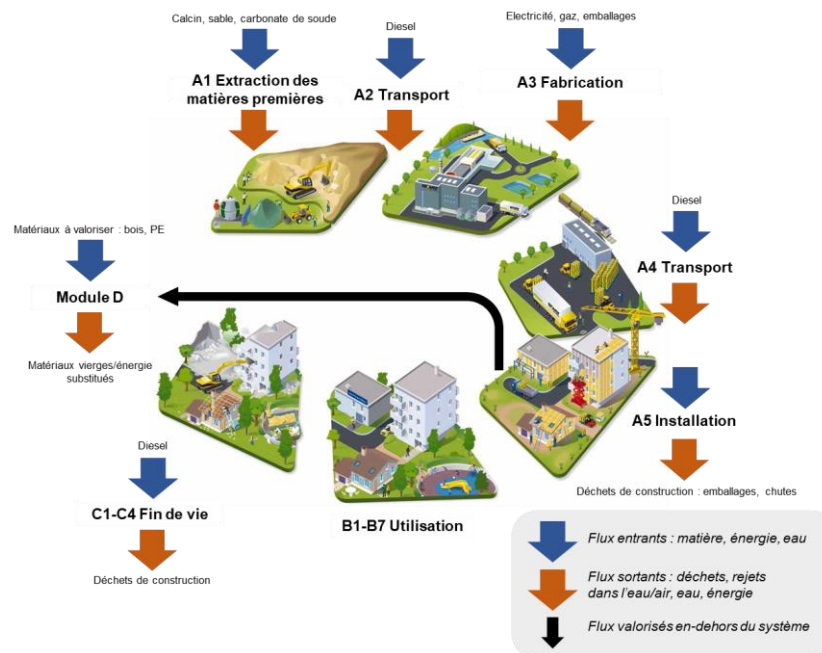 Calcin, sable, carbonate de soude
Diesel
Electricité, gaz, emballages
A1 Extraction des
matières premières
A2 Transport
A3 Fabrication
Diesel
A4 Transport
Matériaux à valoriser : bois, PE
Module D
Matériaux vierges/énergie
substitués
A5 Installation
Déchets de construction : emballages, chutes
Diesel
C1-C4 Fin de vie
Déchets de construction
B1-B7 Utilisation
Flux entrants : matière, énergie, eau
Flux sortants : déchets, rejets
dans l'eau/air, eau, énergie
Flux valorisés en-dehors du système